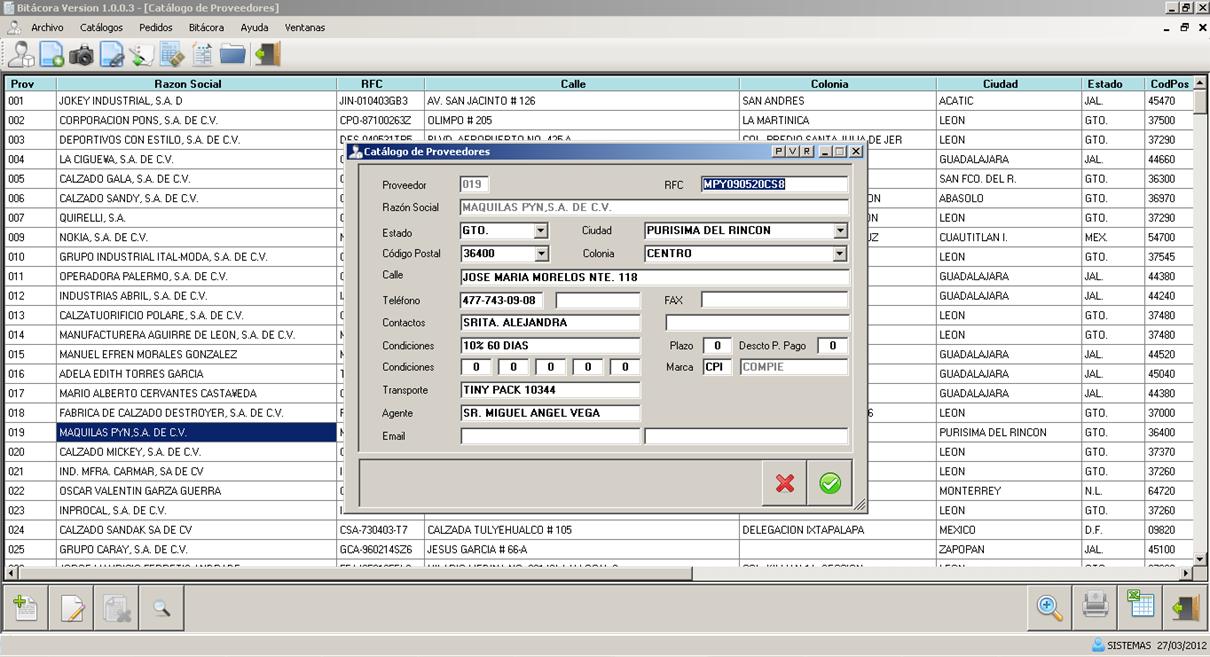 Bitácora Version 1.0.0.3 - [Catálogo de Proveedores]
Archivo Catálogos Pedidos Bitácora Ayuda Ventanas
Prov Razon Social RFC Calle Colonia Ciudad Estado CodPos
001 JOKEY INDUSTRIAL, S.A. D JIN-010403GB3 AV. SAN JACINTO # 126 SAN ANDRES ACATIC JAL. 45470
002 CORPORACION PONS, S.A. DE C.V. CPO-87100263Z OLIMPO # 205 LA MARTINICA LEON GTO. 37500
003 DEPORTIVOS CON ESTILO, S.A. DE C.V. DES-040531TR5 BLVD. AEROPUERTO NO. 425-A COL. PREDIO SANTA JULIA DE JER LEON GTO. 37290
004 LA CIGUE¥A, S.A. DE C.V. GUADALAJARA JAL. 44660
005 CALZADO GALA, S.A. DE C.V. SAN FCO. DEL R. GTO. 36300
006 CALZADO SANDY, S.A. DE C.V. ON ABASOLO GTO. 36970
007 QUIRELLI, S.A. LEON GTO. 37290
009 NOKIA, S.A. DE C.V. UZ CUAUTITLAN I. MEX. 54700
010 GRUPO INDUSTRIAL ITAL-MODA, S.A. DE C.V. LEON GTO. 37545
011 OPERADORA PALERMO, S.A. DE C.V. GUADALAJARA JAL. 44380
012 INDUSTRIAS ABRIL, S.A. DE C.V. GUADALAJARA JAL. 44240
013 CALZATUORIFICIO POLARE, S.A. DE C.V. LEON GTO. 37480
014 MANUFACTURERA AGUIRRE DE LEON, S.A. DE C.V. LEON GTO. 37480
015 MANUEL EFREN MORALES GONZALEZ GUADALAJARA JAL. 44520
016 ADELA EDITH TORRES GARCIA GUADALAJARA JAL. 45040
017 MARIO ALBERTO CERVANTES CASTA¥EDA GUADALAJARA JAL. 44380
018 FABRICA DE CALZADO DESTROYER, S.A. DE C.V. 6 LEON GTO. 37000
019 MAQUILAS PYN,S.A. DE C.V. PURISIMA DEL RINCON GTO. 36400
020 CALZADO MICKEY, S.A. DE C.V. LEON GTO. 37370
021 IND. MFRA. CARMAR, SA DE CV LEON GTO. 37260
022 OSCAR VALENTIN GARZA GUERRA MONTERREY N.L. 64720
023 INPROCAL, S.A. DE C.V. LEON GTO. 37260
024 CALZADO SANDAK SA DE CV CSA-730403-T7 CALZADA TULYEHUALCO # 105 DELEGACION IXTAPALAPA MEXICO D.F. 09820
025 GRUPO CARAY, S.A. DE C.V. GCA-960214SZ6 JESUS GARCIA # 66-A ZAPOPAN JAL. 45100
Catálogo de Proveedores P V R
Proveedor 019 RFC MPY090520CS8
Razón Social MAQUILAS PYN,S.A. DE C.V.
Estado GTO. Ciudad PURISIMA DEL RINCON
Código Postal 36400 Colonia CENTRO
Calle JOSE MARIA MORELOS NTE. 118
Teléfono 477-743-09-08 FAX
Contactos SRITA. ALEJANDRA
Condiciones 10% 60 DIAS Plazo 0 Descto P. Pago 0
Condiciones 0 0 0 0 0 Marca CPI COMPIE
Transporte TINY PACK 10344
Agente SR. MIGUEL ANGEL VEGA
Email
SISTEMAS 27/03/2012